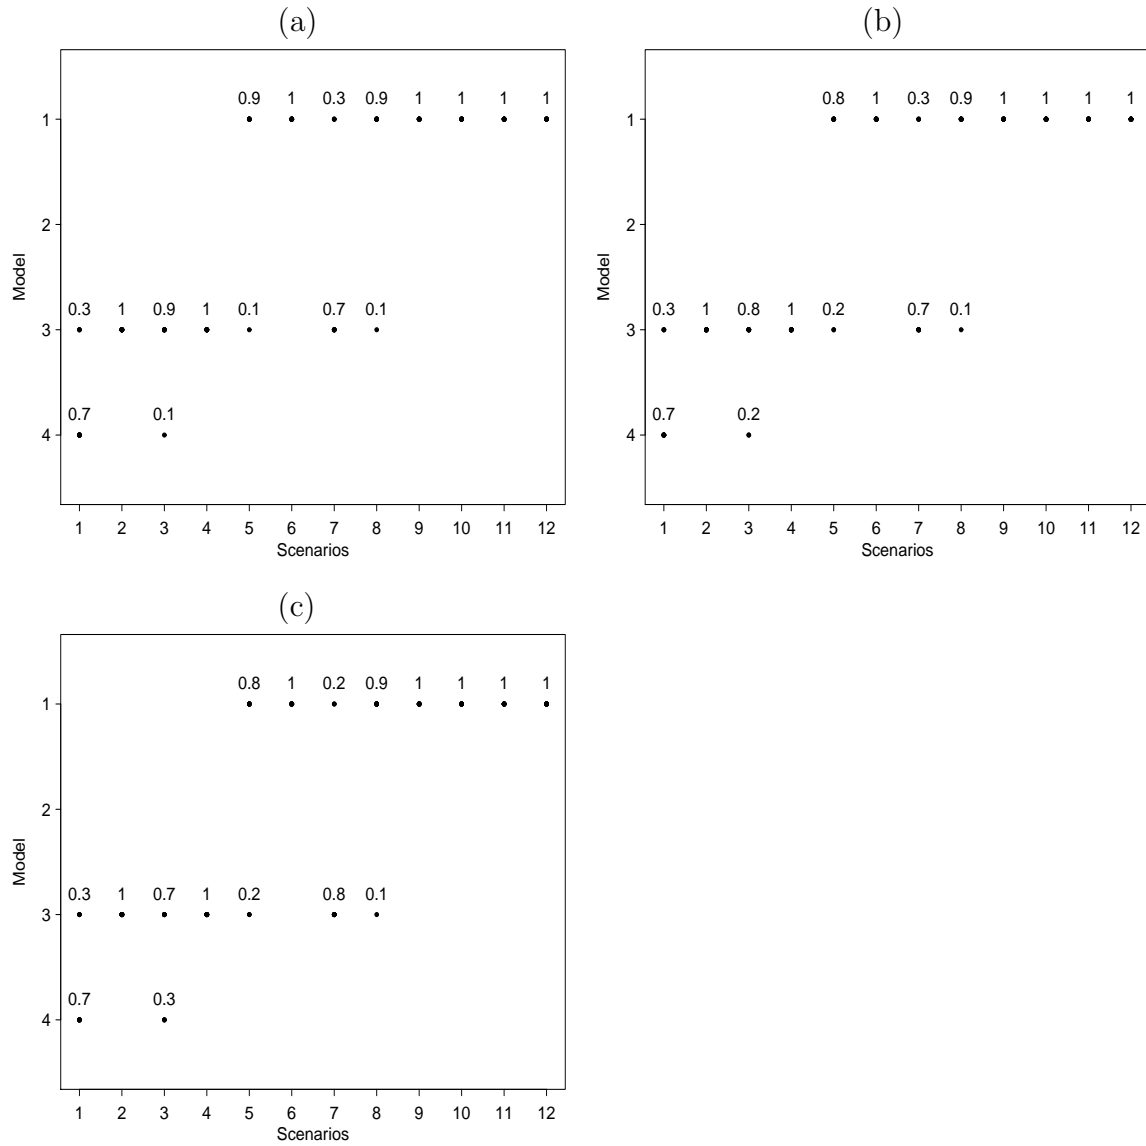 (a)
0.9 1 0.3 0.9 1 1 1 1
1
2
0.3 1 0.9 1 0.1 0.7 0.1
3
0.7 0.1
4
Model
1 2 3 4 5 6 7 8 9 10 11 12
Scenarios
(b)
0.8 1 0.3 0.9 1 1 1 1
1
2
0.3 1 0.8 1 0.2 0.7 0.1
3
0.7 0.2
4
Model
1 2 3 4 5 6 7 8 9 10 11 12
Scenarios
(c)
0.8 1 0.2 0.9 1 1 1 1
1
2
0.3 1 0.7 1 0.2 0.8 0.1
3
0.7 0.3
4
Model
1 2 3 4 5 6 7 8 9 10 11 12
Scenarios